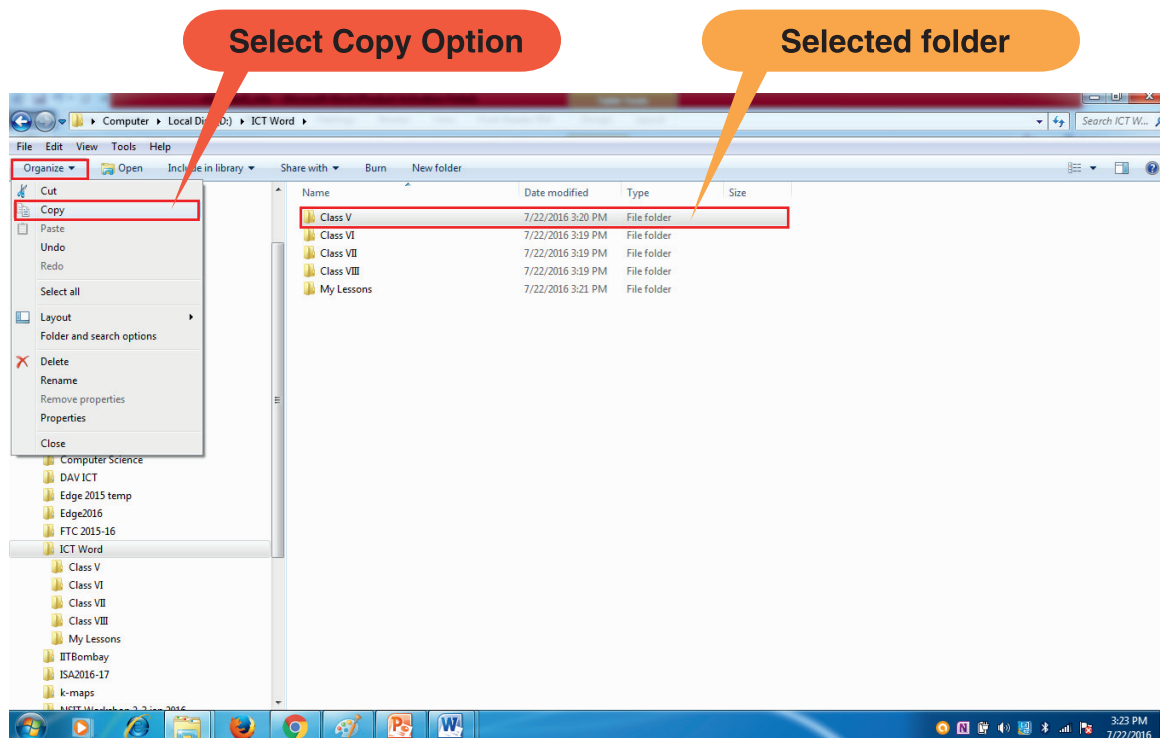 Select Copy Option
Selected folder
Computer Local Di D:) ICT Word
Search ICT W...
File Edit View Tools Help
Organize Open Include in library Share with Burn New folder
Cut
Copy
Paste
Undo
Redo
Select all
Layout
Folder and search options
Delete
Rename
Remove properties
Properties
Close
Name Date modified Type Size
Class V 7/22/2016 3:20 PM File folder
Class VI 7/22/2016 3:19 PM File folder
Class VII 7/22/2016 3:19 PM File folder
Class VIII 7/22/2016 3:19 PM File folder
My Lessons 7/22/2016 3:21 PM File folder
Computer Science
DAV ICT
Edge 2015 temp
Edge2016
FTC 2015-16
ICT Word
Class V
Class VI
Class VII
Class VIII
My Lessons
IITBombay
ISA2016-17
k-maps
3:23 PM
7/22/2016